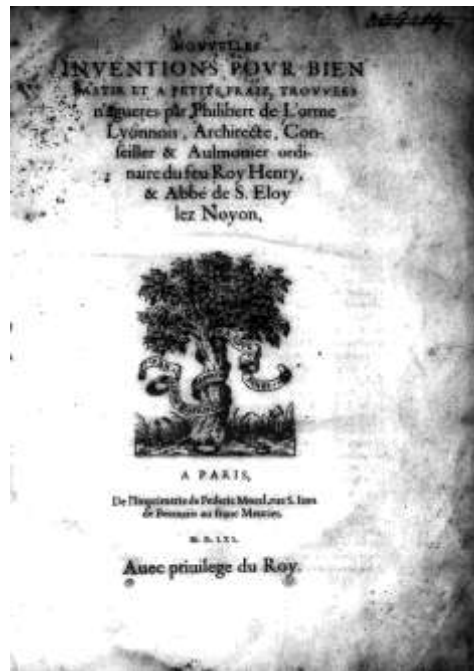 NOVVELLES
INVENTIONS POVR BIEN
BASTIR ET A PETITS FRAIZ, TROVVEES
n'agueres par Philibert de L'orme
Lyonnois, Architecte, Con-
seiller & Aulmonier ordi-
naire du feu Roy Henry,
& Abbé de S. Eloy
lez Noyon,
A PARIS,
De l'Imprimerie de Federic Morel, rue S. Iean
de Beauuais au franc Meurier.
M. D. LXI.
Auec priuilege du Roy.